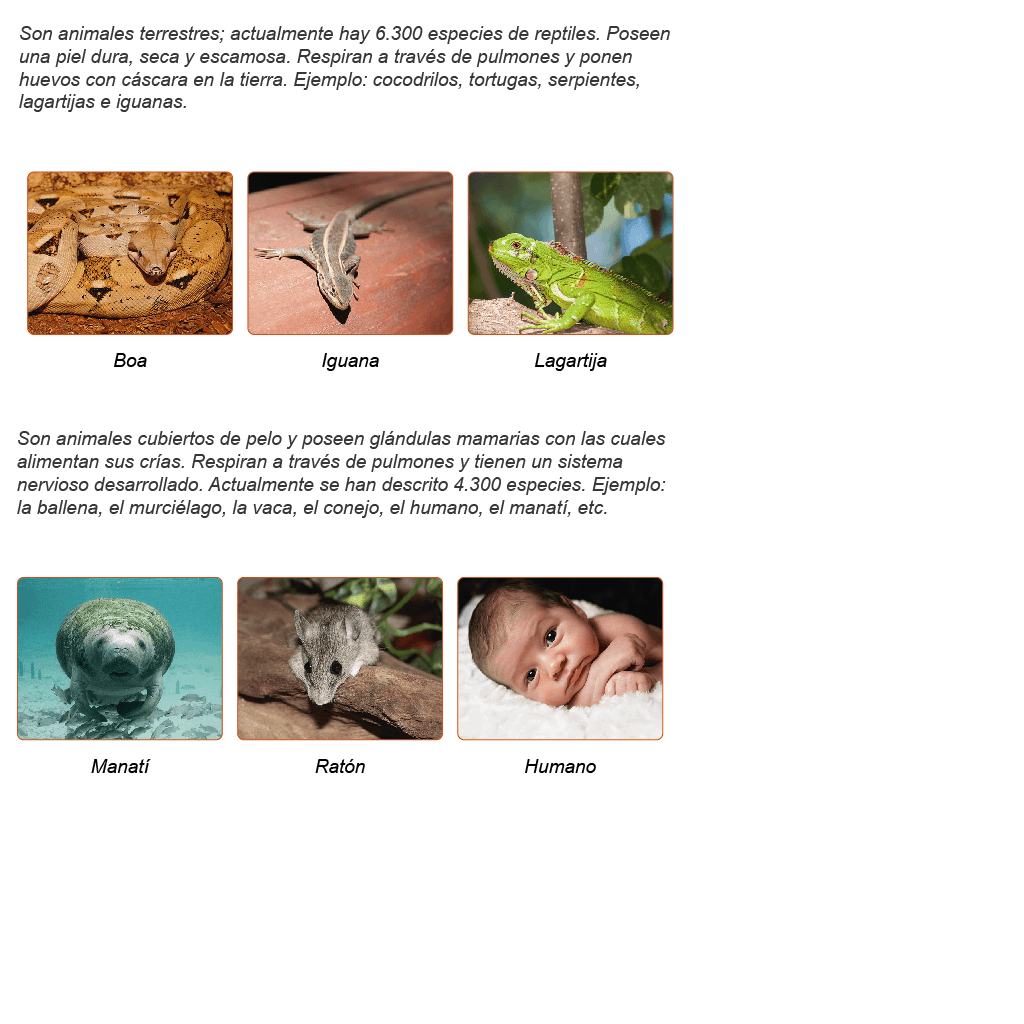 Son animales terrestres; actualmente hay 6.300 especies de reptiles. Poseen
una piel dura, seca y escamosa. Respiran a través de pulmones y ponen
huevos con cáscara en la tierra. Ejemplo: cocodrilos, tortugas, serpientes,
lagartijas e iguanas.
Boa
Iguana
Lagartija
Son animales cubiertos de pelo y poseen glándulas mamarias con las cuales
alimentan sus crías. Respiran a través de pulmones y tienen un sistema
nervioso desarrollado. Actualmente se han descrito 4.300 especies. Ejemplo:
la ballena, el murciélago, la vaca, el conejo, el humano, el manatí, etc.
Manatí
Ratón
Humano